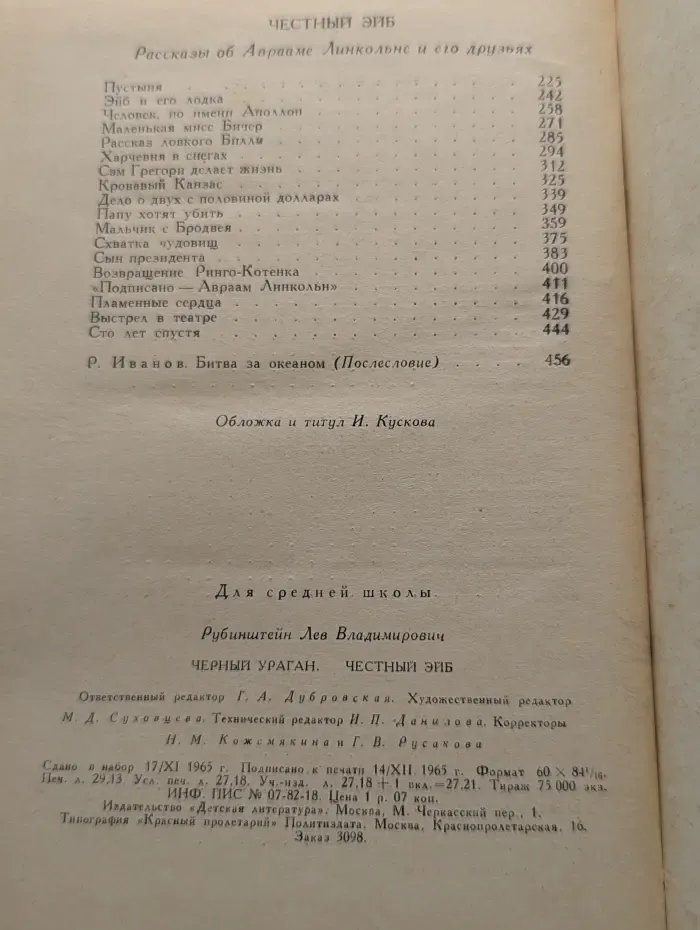 ЧЕСТНЫЙ ЭЙБ
Рассказы об Аврааме Линкольне и его друзьях
Пустыня . . . . . . . . . . 225
Эйб и его лодка . . . . . . . . . . 242
Человек, по имени Аполлон . . . . . . . . . . 258
Маленькая мисс Бичер . . . . . . . . . . 271
Рассказ ловкого Билли . . . . . . . . . . 285
Харчевня в снегах . . . . . . . . . . 294
Сэм Грегори делает жизнь . . . . . . . . . . 312
Кровавый Канзас . . . . . . . . . . 325
Дело о двух с половиной долларах . . . . . . . . . . 339
Папу хотят убить . . . . . . . . . . 349
Мальчик с Бродвея . . . . . . . . . . 359
Схватка чудовищ . . . . . . . . . . 375
Сын президента . . . . . . . . . . 383
Возвращение Ринго-Котенка . . . . . . . . . . 400
«Подписано — Авраам Линкольн» . . . . . . . . . . 411
Пламенные сердца . . . . . . . . . . 416
Выстрел в театре . . . . . . . . . . 429
Сто лет спустя . . . . . . . . . . 444
Р. Иванов. Битва за океаном (Послесловие) . . . . 456
Обложка и титул И. Кускова
Для средней школы
Рубинштейн Лев Владимирович
ЧЕРНЫЙ УРАГАН. ЧЕСТНЫЙ ЭЙБ
Ответственный редактор Г. А. Дубровская. Художественный редактор
М. Д. Суховцева. Технический редактор И. П. Данилова. Корректоры
Н. М. Кожемякина и Г. В. Русакова
Сдано в набор 17/XI 1965 г. Подписано к печати 14/XII 1965 г. Формат 60 × 84¹/₁₆.
Печ. л. 29,13 Усл. печ. л. 27,18. Уч.-изд. л. 27,18 + 1 вкл. = 27,21. Тираж 75 000 экз.
ИНФ. ПИС № 07-82-18. Цена 1 р. 07 коп.
Издательство «Детская литература». Москва, М. Черкасский пер., 1.
Типография «Красный пролетарий» Политиздата, Москва, Краснопролетарская, 16.
Заказ 3098.